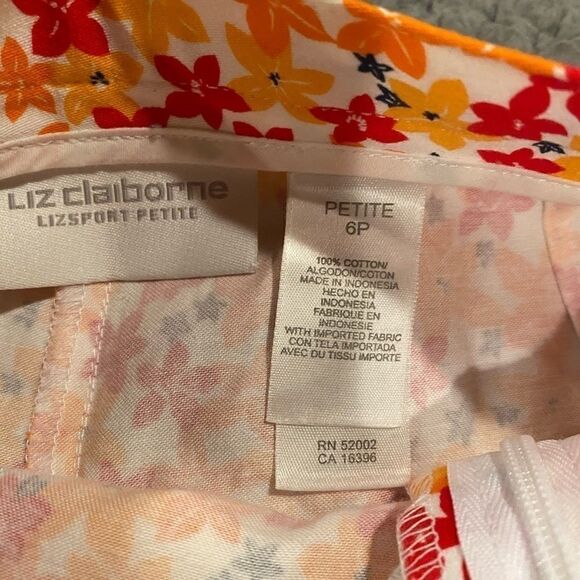 Liz claiborne
LIZSPORT PETITE
PETITE
6P
100% COTTON/
ALGODON/COTON
MADE IN INDONESIA
HECHO EN
INDONESIA
FABRIQUE EN
INDONESIE
WITH IMPORTED FABRIC
CON TELA IMPORTADA
AVEC DU TISSU IMPORTE
RN 52002
CA 16396